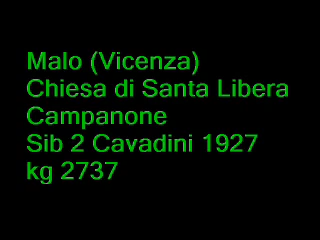 Malo (Vicenza)
Chiesa di Santa Libera
Campanone
Sib 2 Cavadini 1927
kg 2737